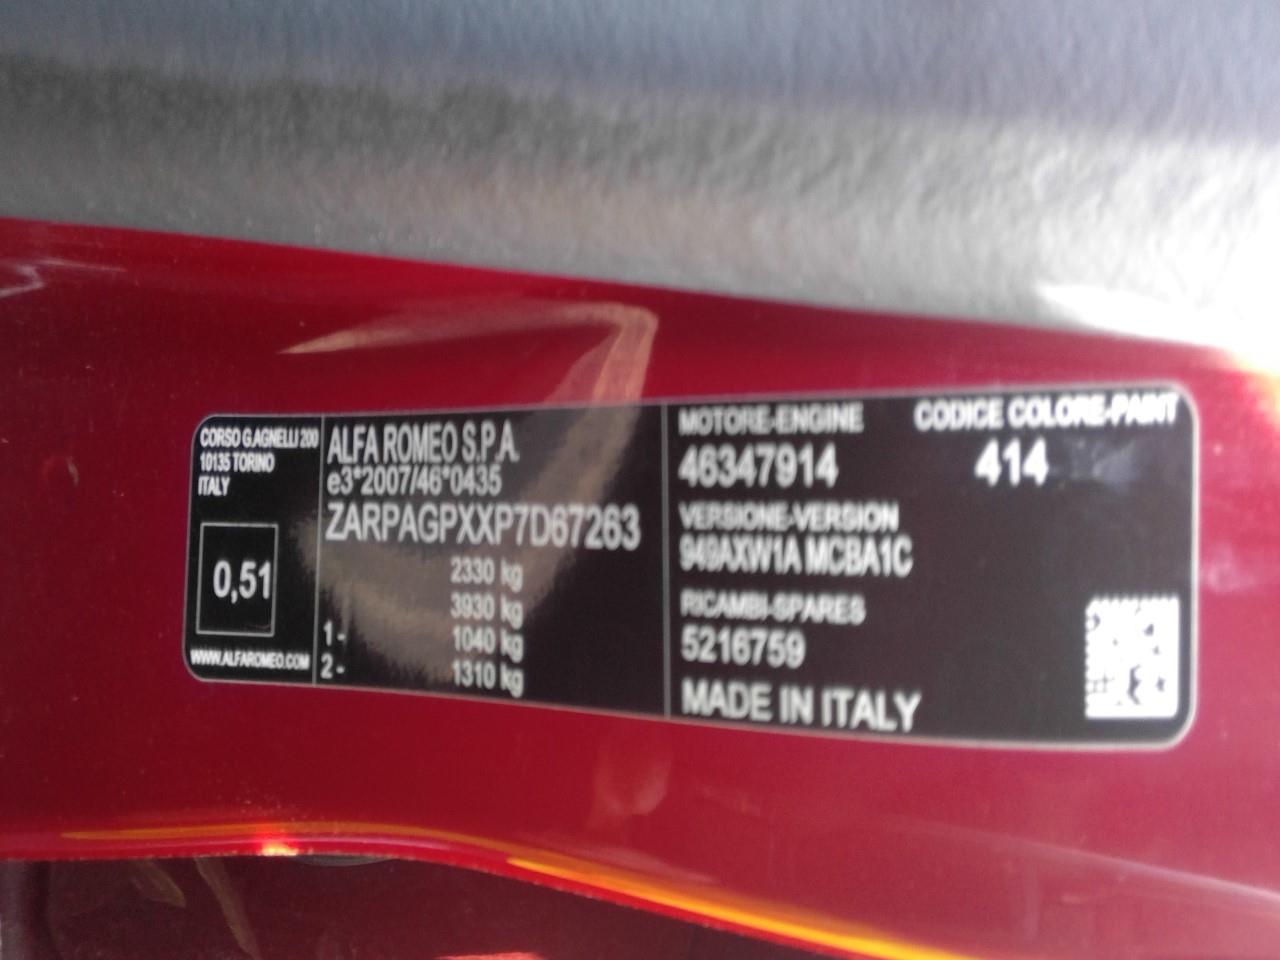 CORSO G.AGNELLI 200
10135 TORINO
ITALY
0,51
WWW.ALFAROMEO.COM
ALFA ROMEO S.P.A.
e3*2007/46*0435
ZARPAGPXXP7D67263
2330 kg
3930 kg
1- 1040 kg
2- 1310 kg
MOTORE-ENGINE
46347914
VERSIONE-VERSION
949AXW1A MCBA1C
RICAMBI-SPARES
5216759
MADE IN ITALY
CODICE COLORE-PAINT
414